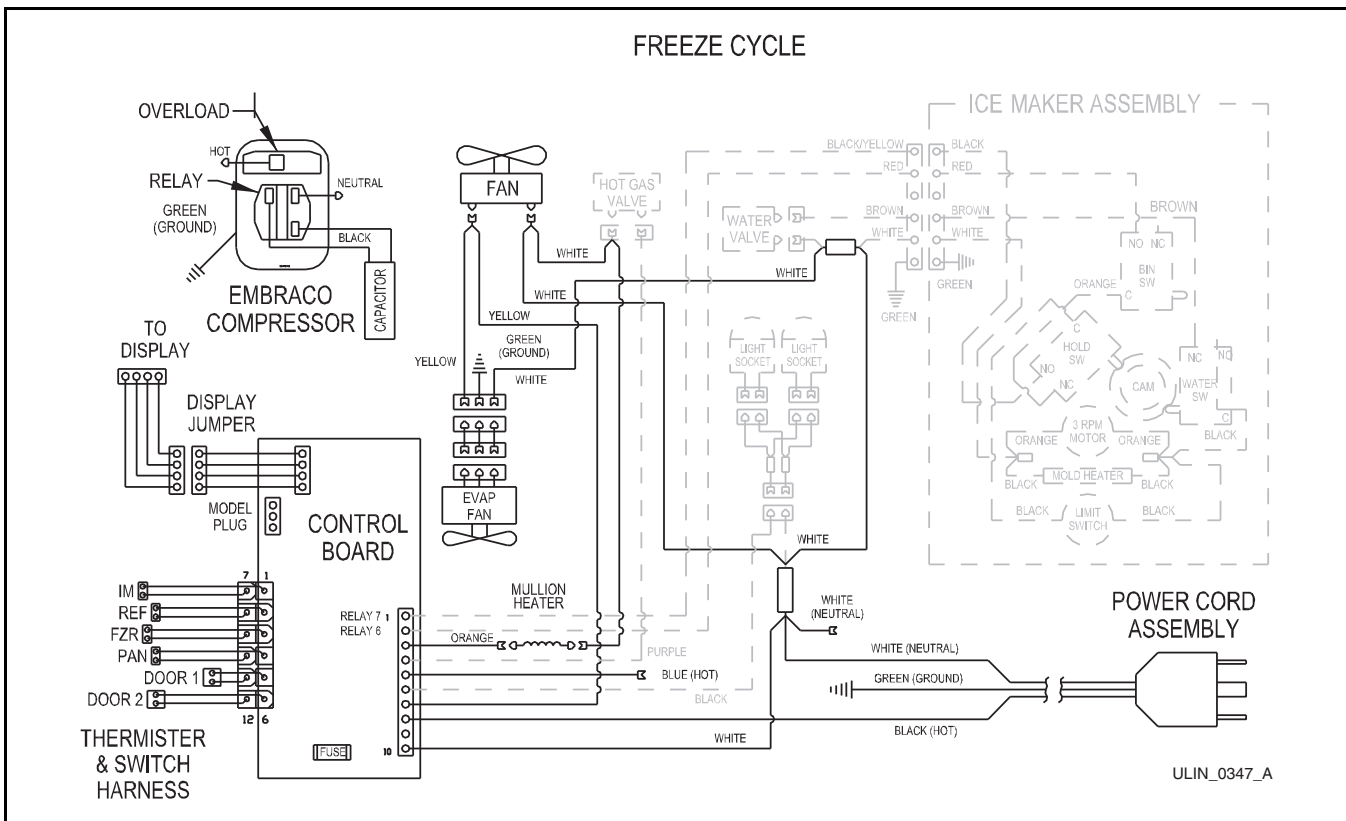 FREEZE CYCLE
OVERLOAD
HOT
RELAY
NEUTRAL
GREEN
(GROUND)
BLACK
CAPACITOR
EMBRACO
COMPRESSOR
TO
DISPLAY
DISPLAY
JUMPER
MODEL
PLUG
CONTROL
BOARD
IM
REF
FZR
PAN
DOOR 1
DOOR 2
7
1
12
6
THERMISTER
& SWITCH
HARNESS
FUSE
RELAY 7
1
RELAY 6
10
FAN
HOT GAS
VALVE
WHITE
WHITE
YELLOW
GREEN
(GROUND)
YELLOW
WHITE
EVAP
FAN
WHITE
WATER
VALVE
LIGHT
SOCKET
LIGHT
SOCKET
WHITE
MULLION
HEATER
ORANGE
PURPLE
BLUE (HOT)
BLACK
WHITE
WHITE
(NEUTRAL)
WHITE (NEUTRAL)
GREEN (GROUND)
BLACK (HOT)
POWER CORD
ASSEMBLY
ICE MAKER ASSEMBLY
BLACK/YELLOW
BLACK
RED
RED
BROWN
BROWN
WHITE
WHITE
GREEN
GREEN
BROWN
NO
NC
BIN
SW
C
ORANGE
C
HOLD
SW
NO
NC
CAM
NC
NO
WATER
SW
C
BLACK
3 RPM
MOTOR
ORANGE
ORANGE
MOLD HEATER
BLACK
BLACK
BLACK
LIMIT
SWITCH
BLACK
ULIN_0347_A